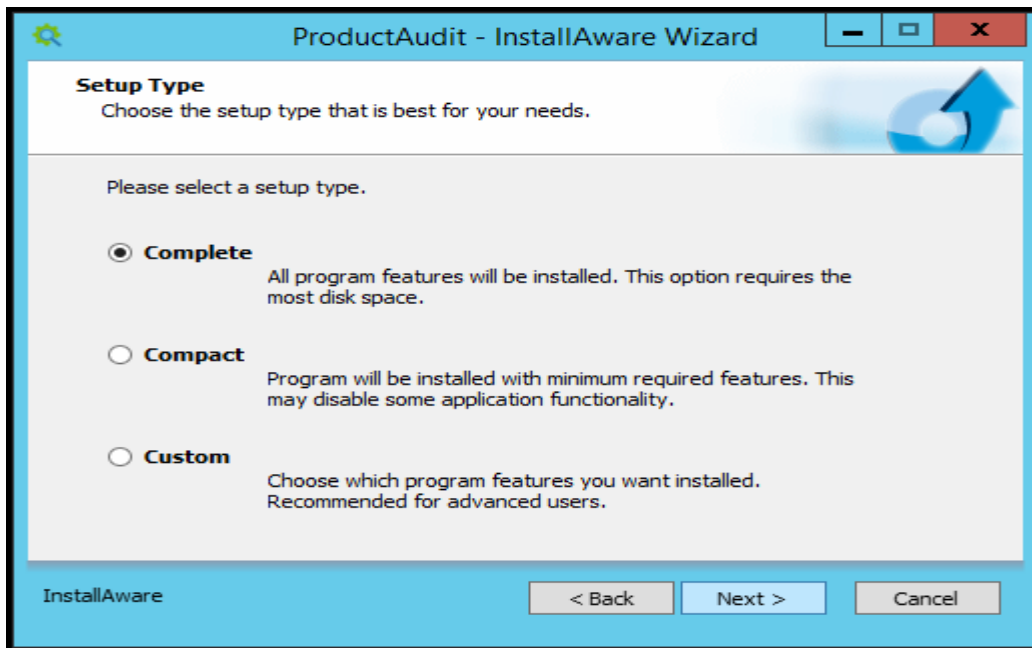 ProductAudit - InstallAware Wizard
Setup Type
Choose the setup type that is best for your needs.
Please select a setup type.
Complete
All program features will be installed. This option requires the
most disk space.
Compact
Program will be installed with minimum required features. This
may disable some application functionality.
Custom
Choose which program features you want installed.
Recommended for advanced users.
InstallAware
< Back
Next >
Cancel